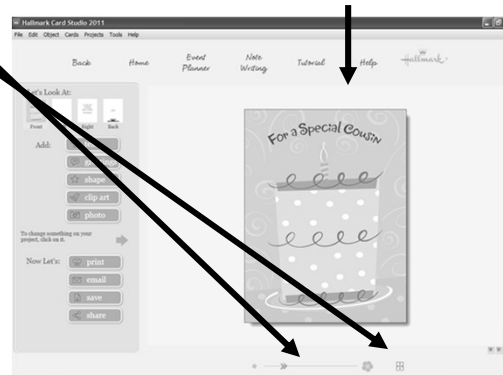 Hallmark Card Studio 2011
File Edit Object Cards Projects Tools Help
Back Home Event Planner Note Writing Tutorial Help Hallmark
Let's Look At:
Front Right Back
Add:
shape
clip art
photo
To change something on your
project, click on it.
Now Let's: print
email
save
share
For a Special Cousin